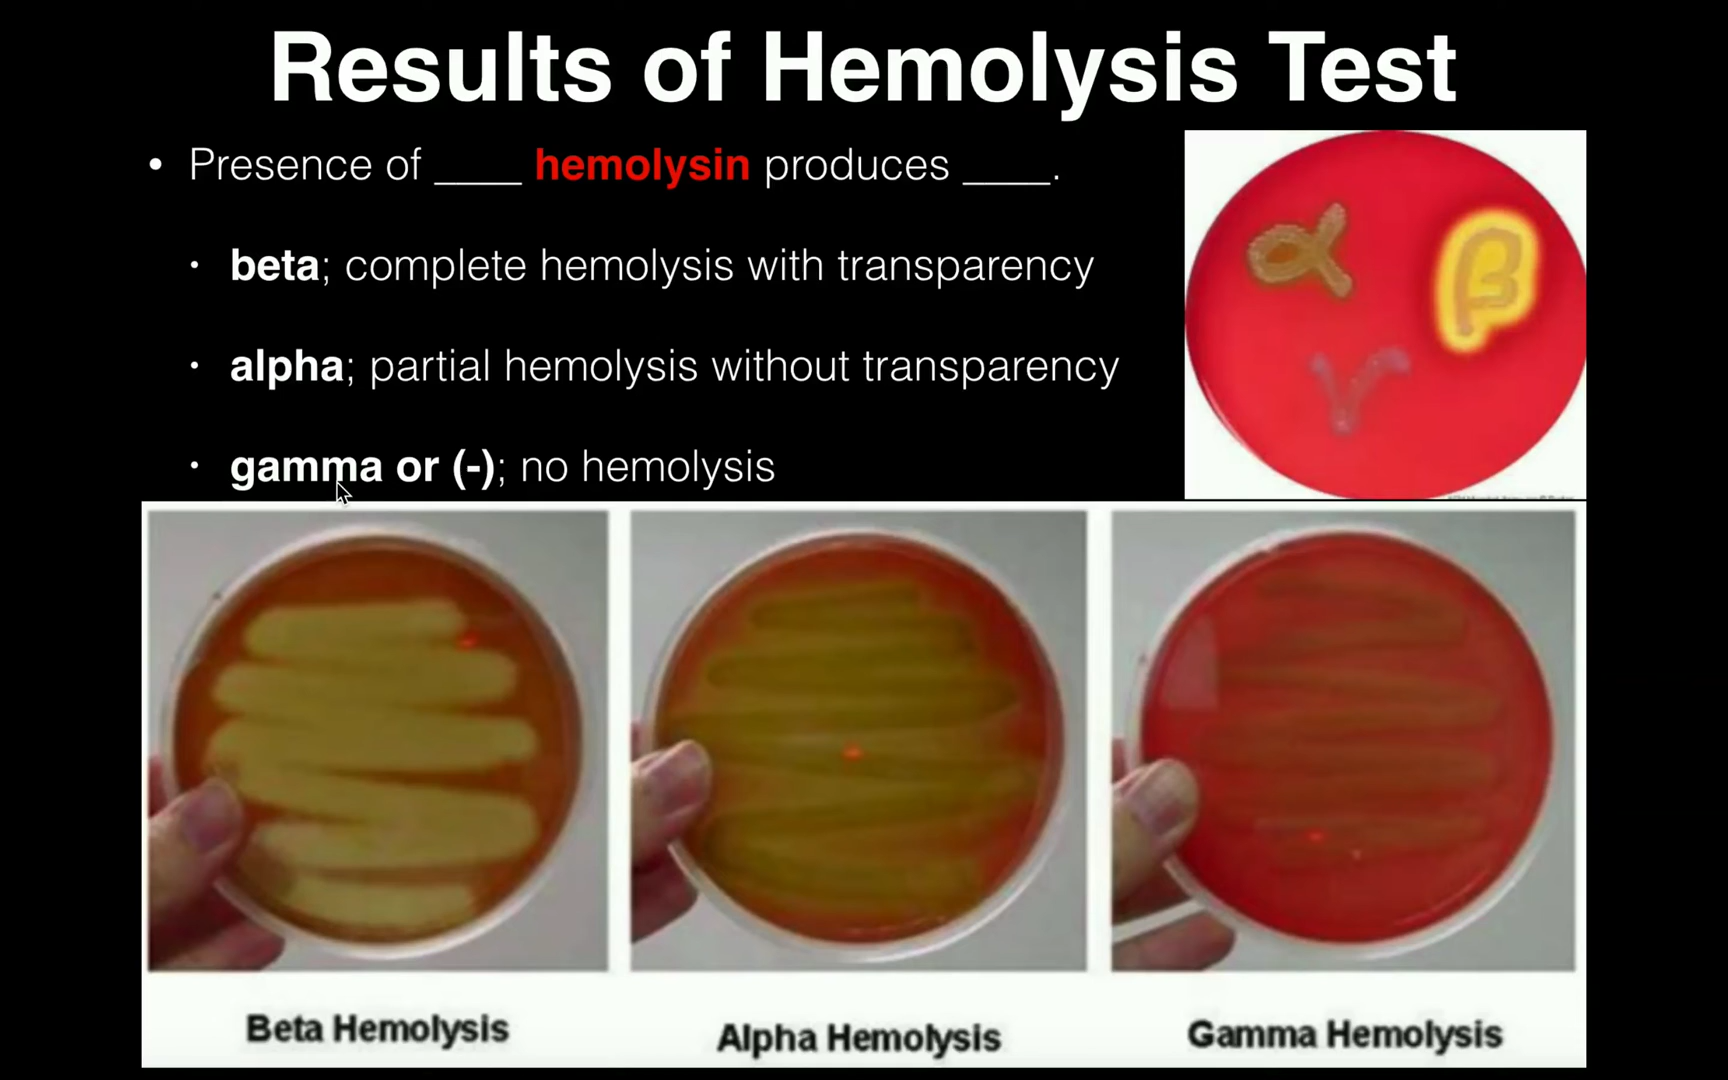 Results of Hemolysis Test
• Presence of ____ hemolysin produces ____.
• beta; complete hemolysis with transparency
• alpha; partial hemolysis without transparency
• gamma or (-); no hemolysis
α
β
γ
Beta Hemolysis
Alpha Hemolysis
Gamma Hemolysis